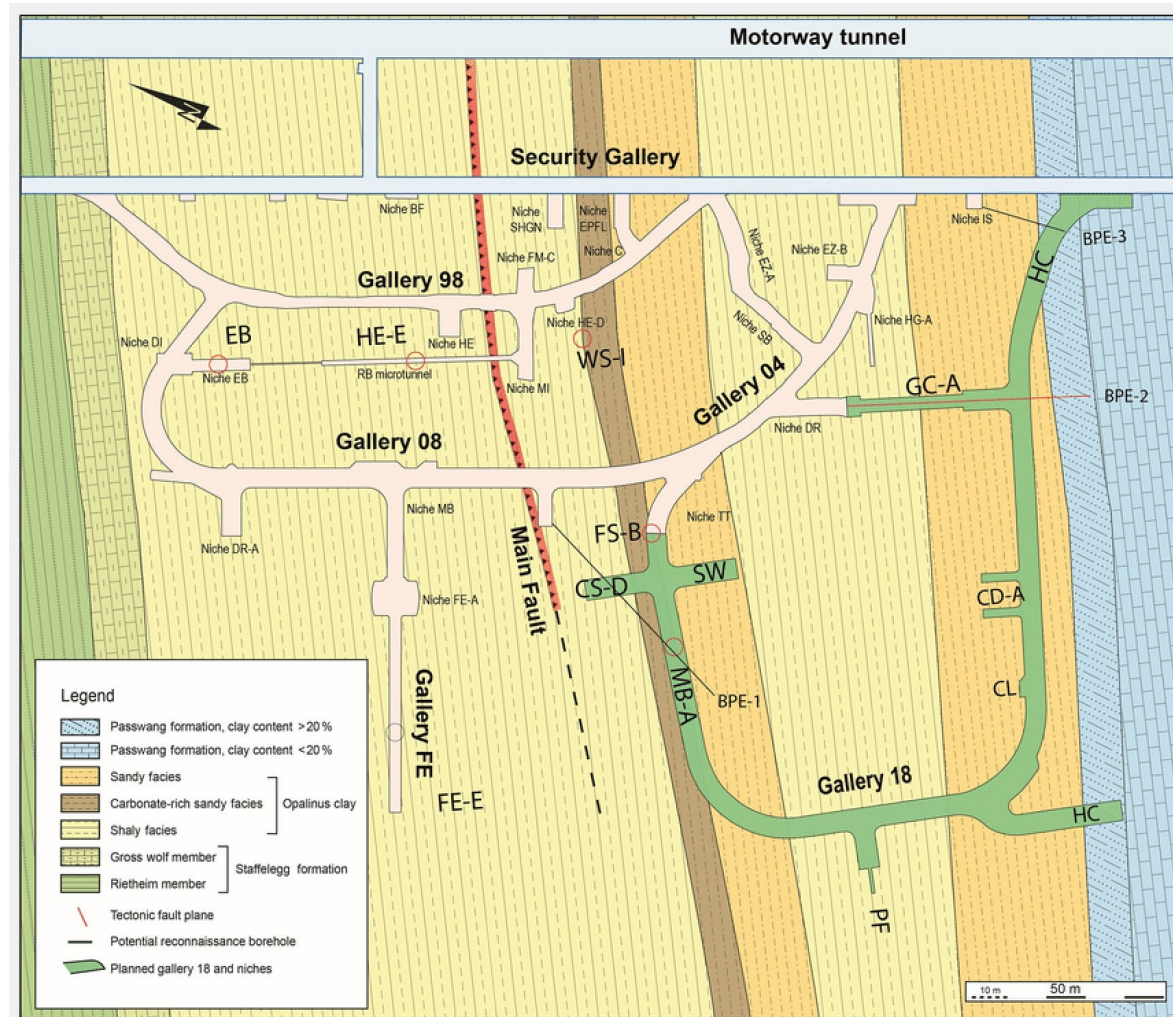 Motorway tunnel
N
Security Gallery
Niche BF
Niche
SHGN
Niche
EPFL
Niche IS
BPE-3
HC
Niche C
Niche EZ-A
Niche EZ-B
Niche FM-C
Gallery 98
Niche DI
EB
HE-E
Niche HE
Niche HE-D
WS-I
Niche SB
Niche HG-A
Niche EB
RB microtunnel
Niche MI
Gallery 04
GC-A
BPE-2
Gallery 08
Niche DR
Niche MB
Niche TT
Niche DR-A
Main Fault
FS-B
CS-D
SW
CD-A
Niche FE-A
MB-A
BPE-1
CL
Gallery FE
FE-E
Gallery 18
HC
PF
Legend
Passwang formation, clay content >20 %
Passwang formation, clay content <20 %
Sandy facies
Carbonate-rich sandy facies
Opalinus clay
Shaly facies
Gross wolf member
Staffelegg formation
Rietheim member
Tectonic fault plane
Potential reconnaissance borehole
Planned gallery 18 and niches
10 m
50 m